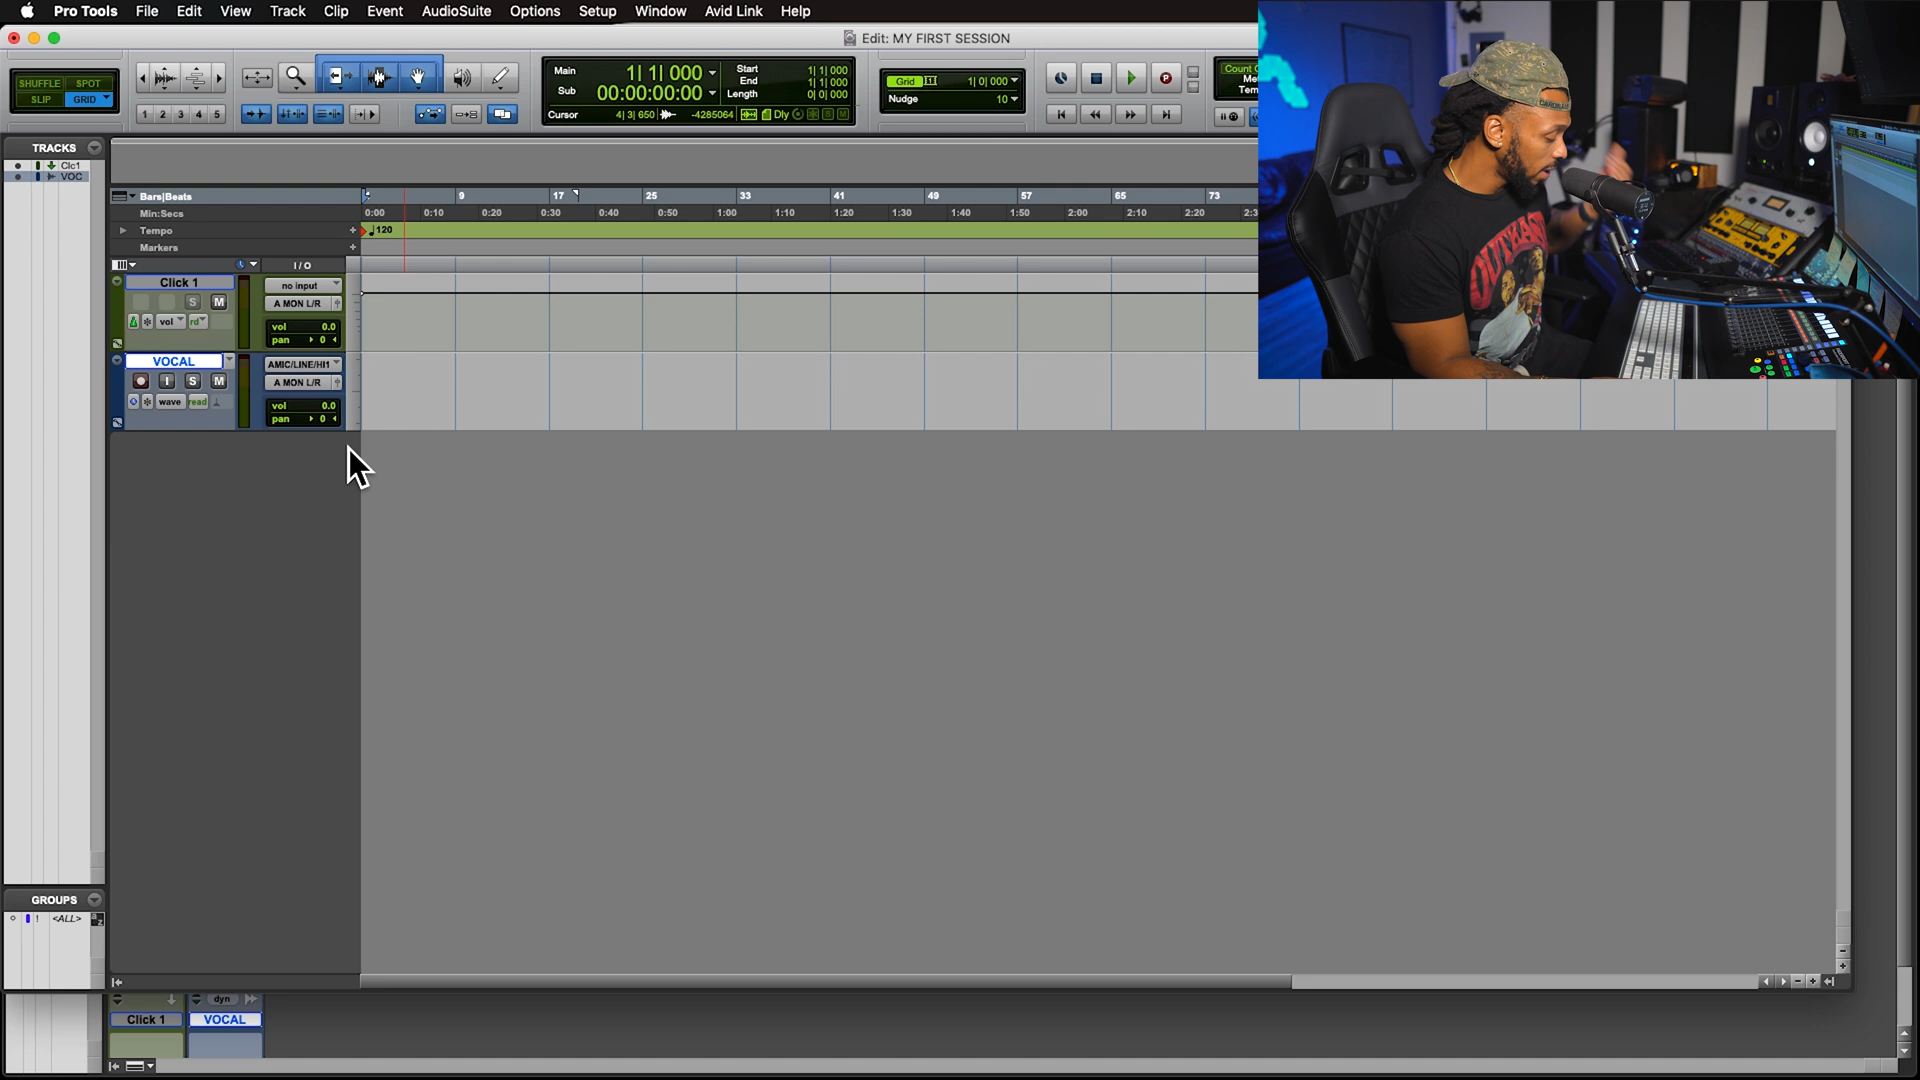 Pro Tools File Edit View Track Clip Event AudioSuite Options Setup Window Avid Link Help
Edit: MY FIRST SESSION
SHUFFLE SPOT
SLIP GRID
1 2 3 4 5
Main 1| 1| 000
Sub 00:00:00:00
Start 1| 1| 000
End 1| 1| 000
Length 0| 0| 000
Cursor 4| 3| 650 -4285064 Dly
Grid 1| 0| 000
Nudge 10
Count
Me
Tem
TRACKS
Clc1
VOC
Bars|Beats 9 17 25 33 41 49 57 65 73
Min:Secs 0:00 0:10 0:20 0:30 0:40 0:50 1:00 1:10 1:20 1:30 1:40 1:50 2:00 2:10 2:20 2:3
Tempo + 120
Markers +
I / O
Click 1 no input
S M A MON L/R
vol rd vol 0.0
pan 0
VOCAL AMIC/LINE/HI1
I S M A MON L/R
wave read vol 0.0
pan 0
OUTKAST
GROUPS
! <ALL> a z
dyn
Click 1 VOCAL